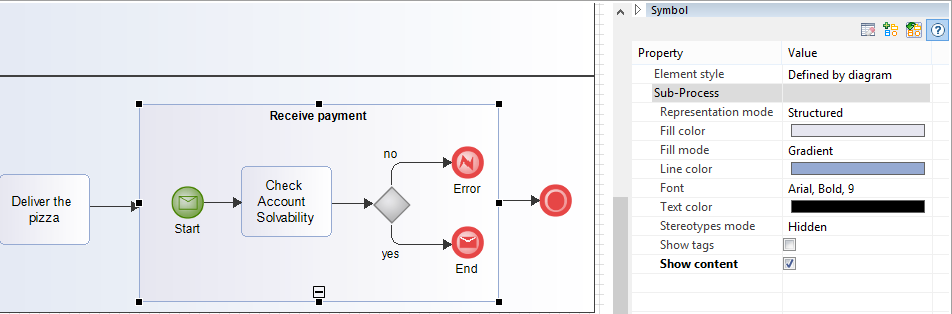 Receive payment
Deliver the
pizza
Start
Check
Account
Solvability
no
yes
Error
End
Symbol
Property Value
Element style Defined by diagram
Sub-Process
Representation mode Structured
Fill color
Fill mode Gradient
Line color
Font Arial, Bold, 9
Text color
Stereotypes mode Hidden
Show tags
Show content